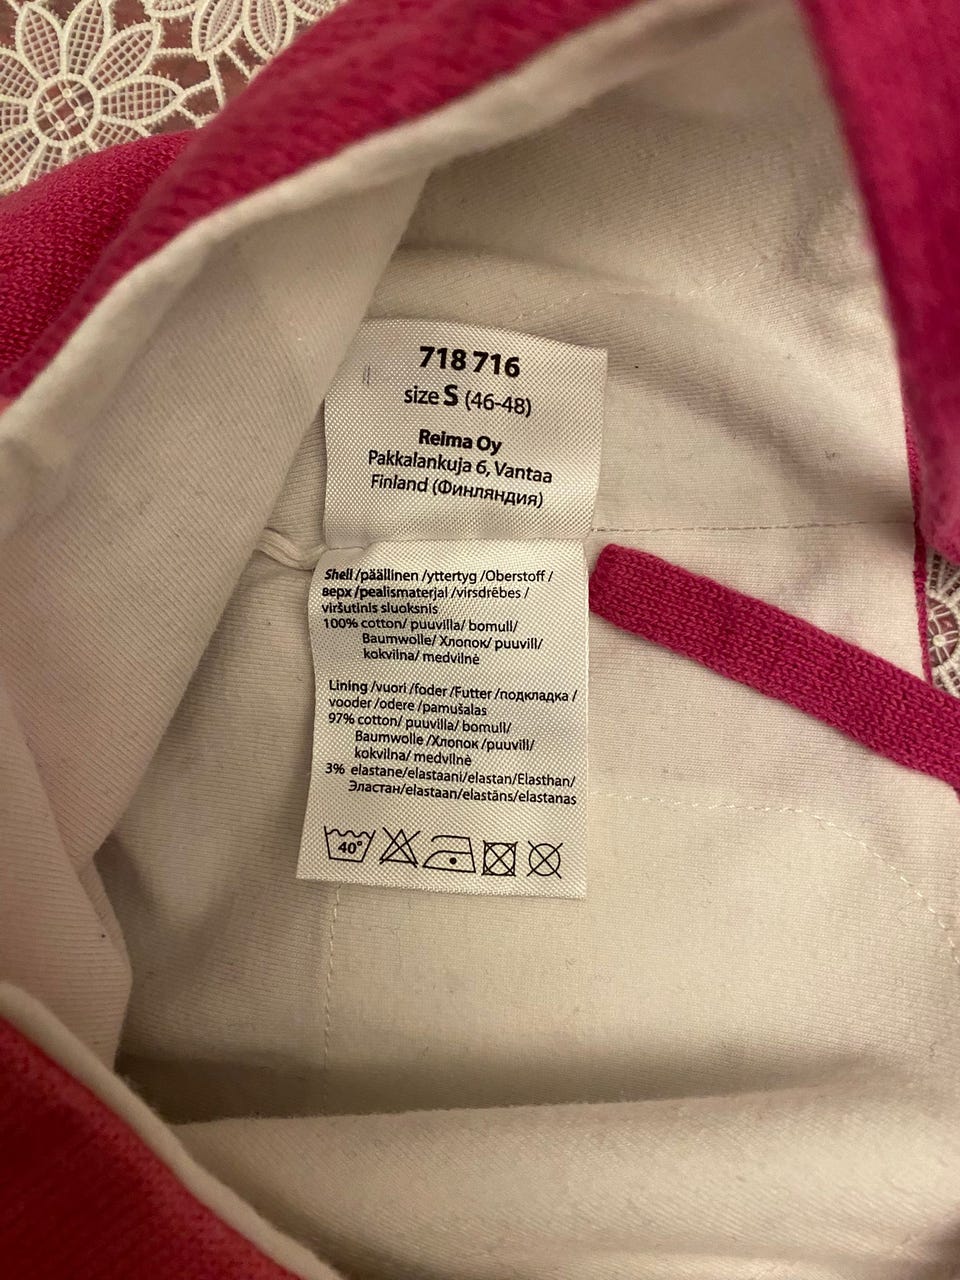 718 716
size S (46-48)
Reima Oy
Pakkalankuja 6, Vantaa
Finland (Финляндия)
Shell /päällinen /yttertyg /Oberstoff /
верх /pealismaterjal /virsdrēbes /
viršutinis sluoksnis
100% cotton/ puuvilla/ bomull/
Baumwolle/ Хлопок/ puuvill/
kokvilna/ medvilnė
Lining /vuori /foder /Futter /подкладка /
vooder /odere /pamušalas
97% cotton/ puuvilla/ bomull/
Baumwolle /Хлопок /puuvill/
kokvilna/ medvilnė
3% elastane/elastaani/elastan/Elasthan/
Эластан/elastaan/elastāns/elastanas
40°